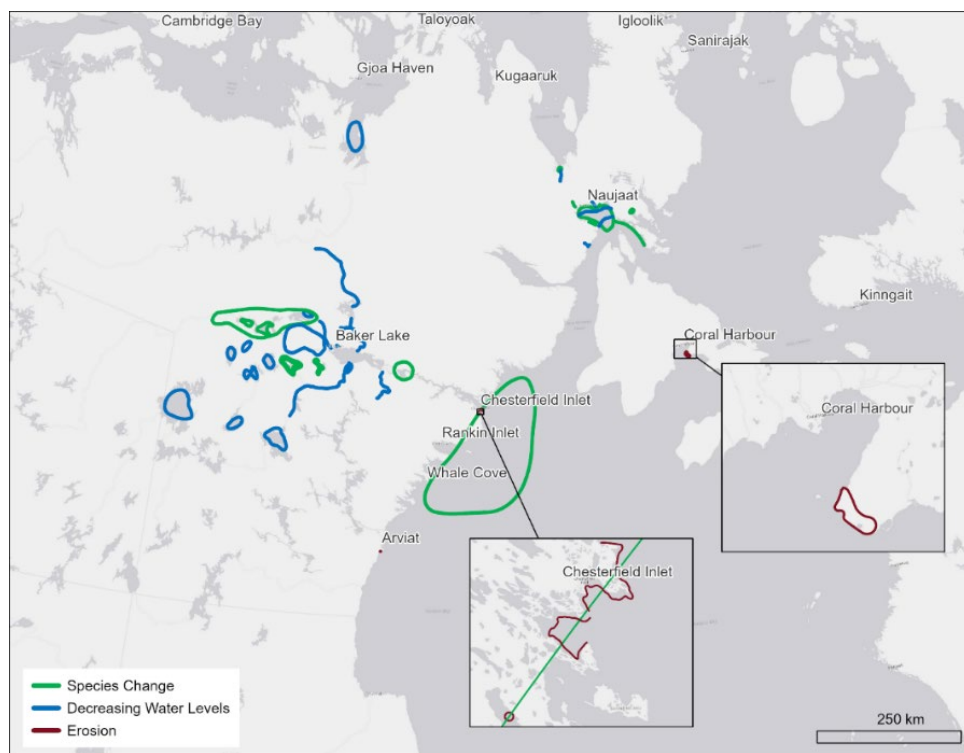 Cambridge Bay
Taloyoak
Igloolik
Sanirajak
Gjoa Haven
Kugaaruk
Naujaat
Kinngait
Baker Lake
Coral Harbour
Chesterfield Inlet
Rankin Inlet
Whale Cove
Coral Harbour
Arviat
Chesterfield Inlet
Species Change
Decreasing Water Levels
Erosion
250 km